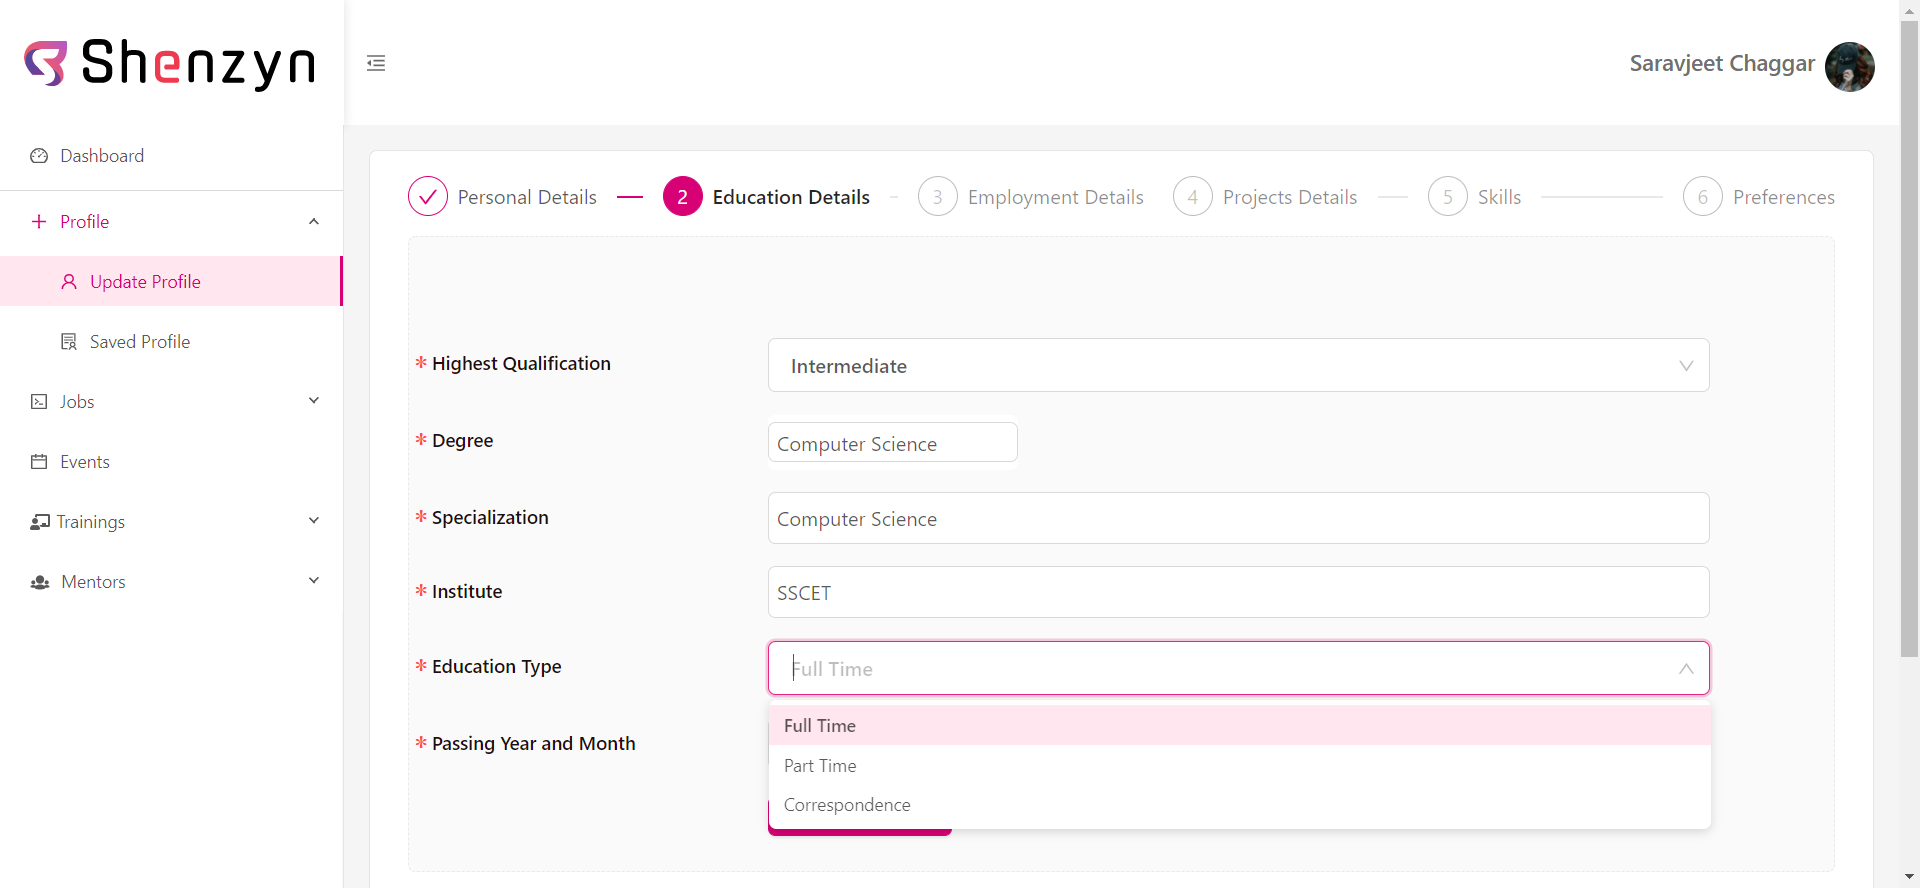 Shenzyn
Saravjeet Chaggar
Dashboard
Profile
Update Profile
Saved Profile
Jobs
Events
Trainings
Mentors
Personal Details
2 Education Details
3 Employment Details
4 Projects Details
5 Skills
6 Preferences
* Highest Qualification
Intermediate
* Degree
Computer Science
* Specialization
Computer Science
* Institute
SSCET
* Education Type
Full Time
Full Time
Part Time
Correspondence
* Passing Year and Month